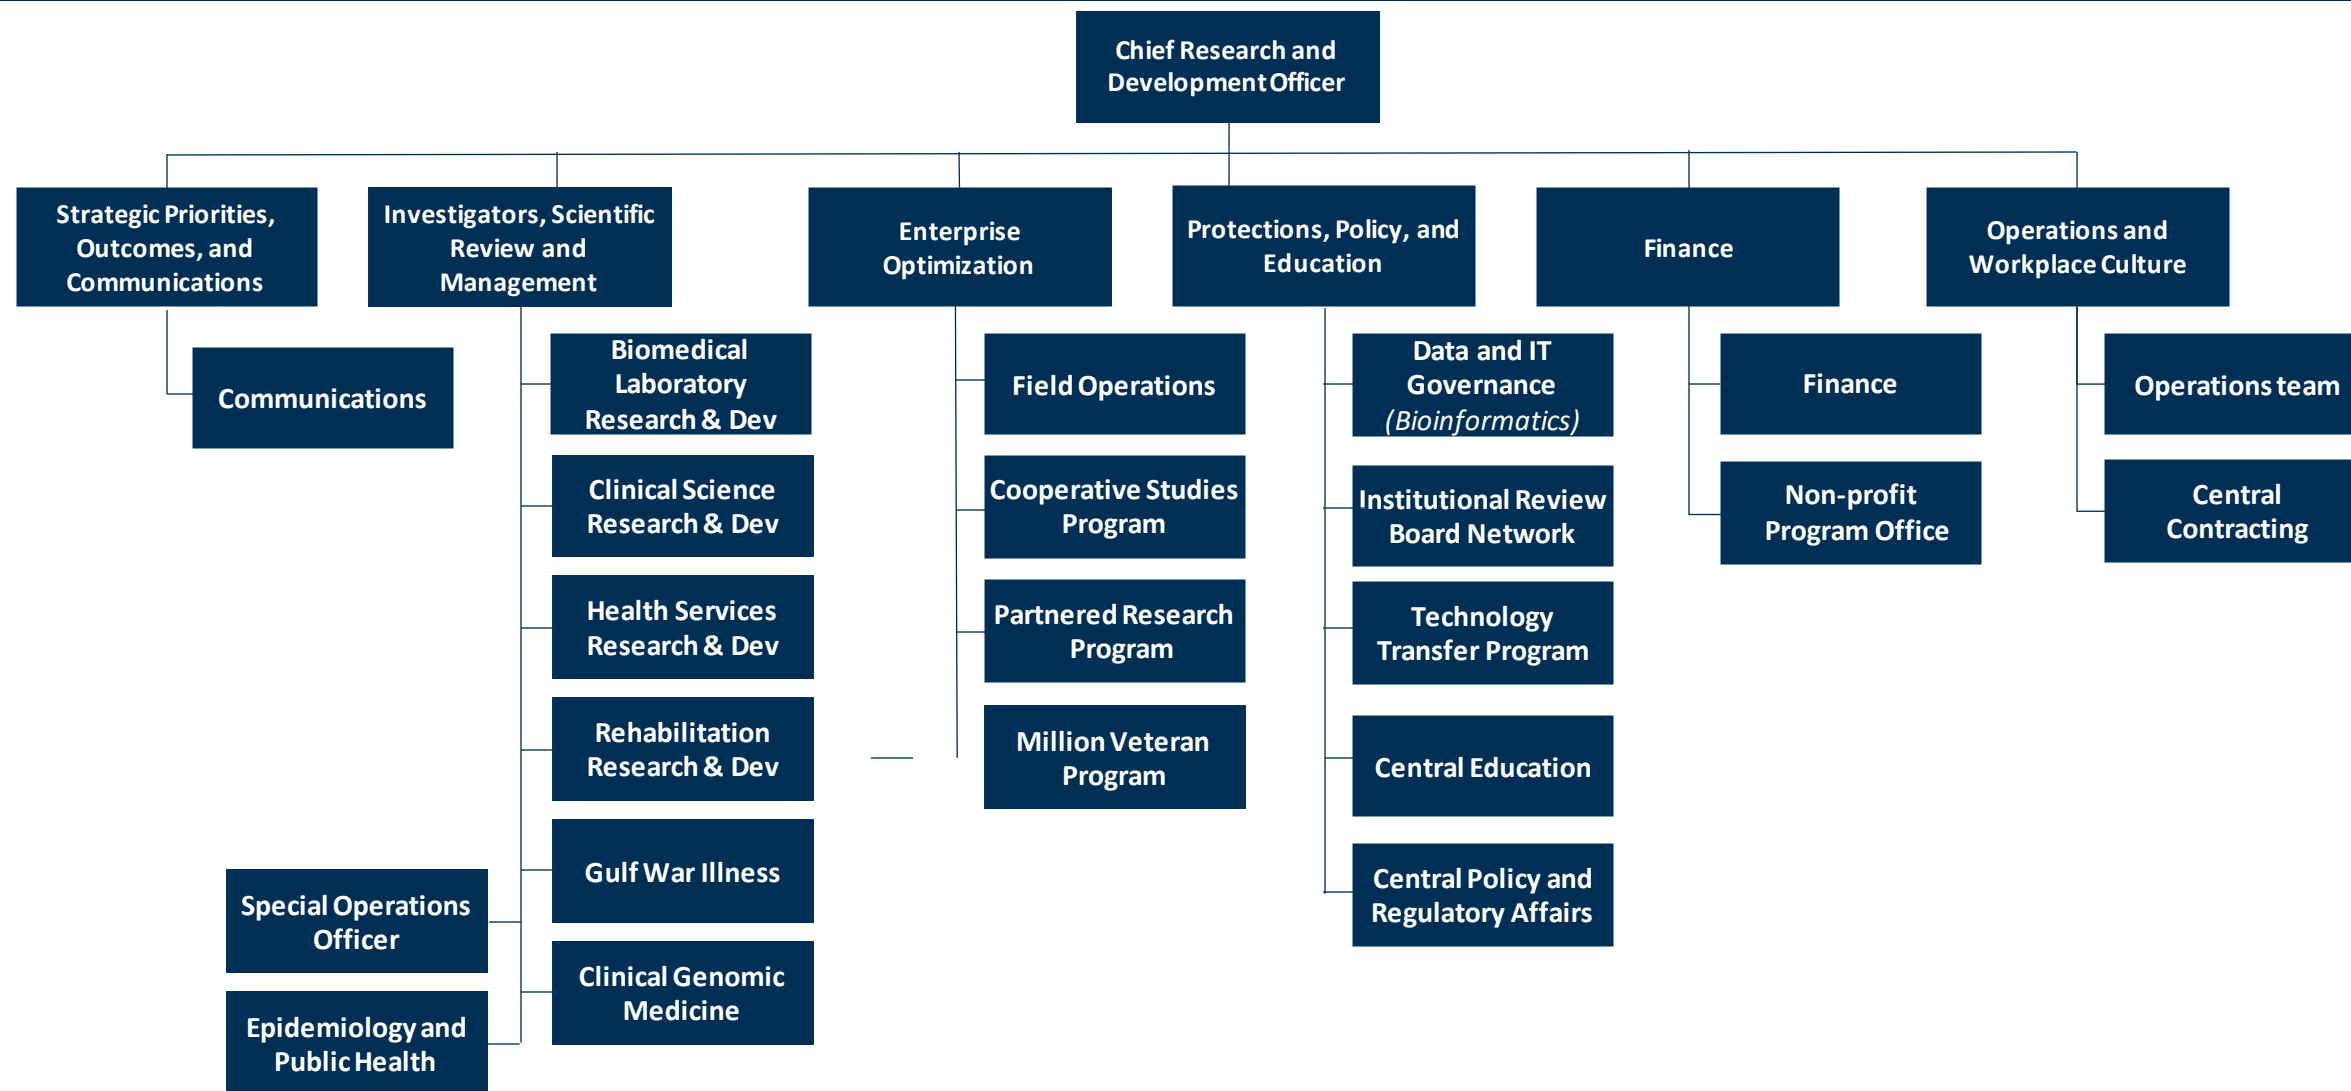 Chief Research and
Development Officer
Strategic Priorities,
Outcomes, and
Communications
Investigators, Scientific
Review and
Management
Enterprise
Optimization
Protections, Policy, and
Education
Finance
Operations and
Workplace Culture
Communications
Biomedical
Laboratory
Research & Dev
Clinical Science
Research & Dev
Health Services
Research & Dev
Rehabilitation
Research & Dev
Gulf War Illness
Clinical Genomic
Medicine
Special Operations
Officer
Epidemiology and
Public Health
Field Operations
Cooperative Studies
Program
Partnered Research
Program
Million Veteran
Program
Data and IT
Governance
(Bioinformatics)
Institutional Review
Board Network
Technology
Transfer Program
Central Education
Central Policy and
Regulatory Affairs
Finance
Non-profit
Program Office
Operations team
Central
Contracting